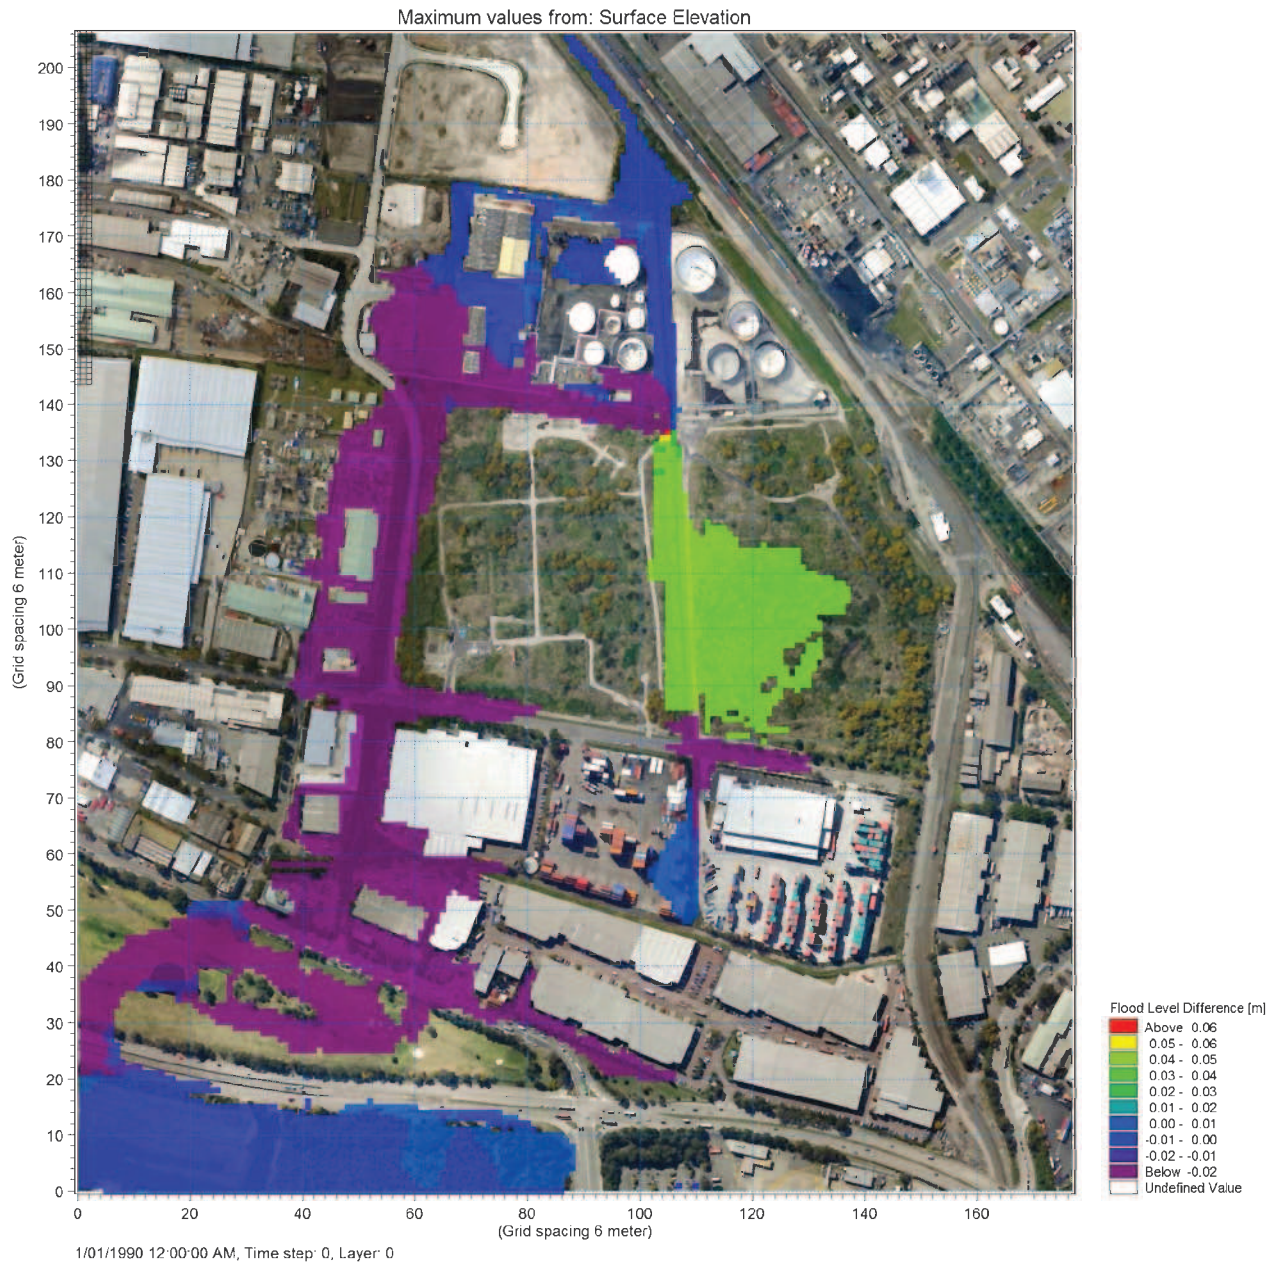 Maximum values from: Surface Elevation
200
190
180
170
160
150
140
130
120
110
100
90
80
70
60
50
40
30
20
10
0
(Grid spacing 6 meter)
0 20 40 60 80 100 120 140 160
(Grid spacing 6 meter)
1/01/1990 12:00:00 AM, Time step: 0, Layer: 0
Flood Level Difference [m]
Above 0.06
0.05 - 0.06
0.04 - 0.05
0.03 - 0.04
0.02 - 0.03
0.01 - 0.02
0.00 - 0.01
-0.01 - 0.00
-0.02 - -0.01
Below -0.02
Undefined Value